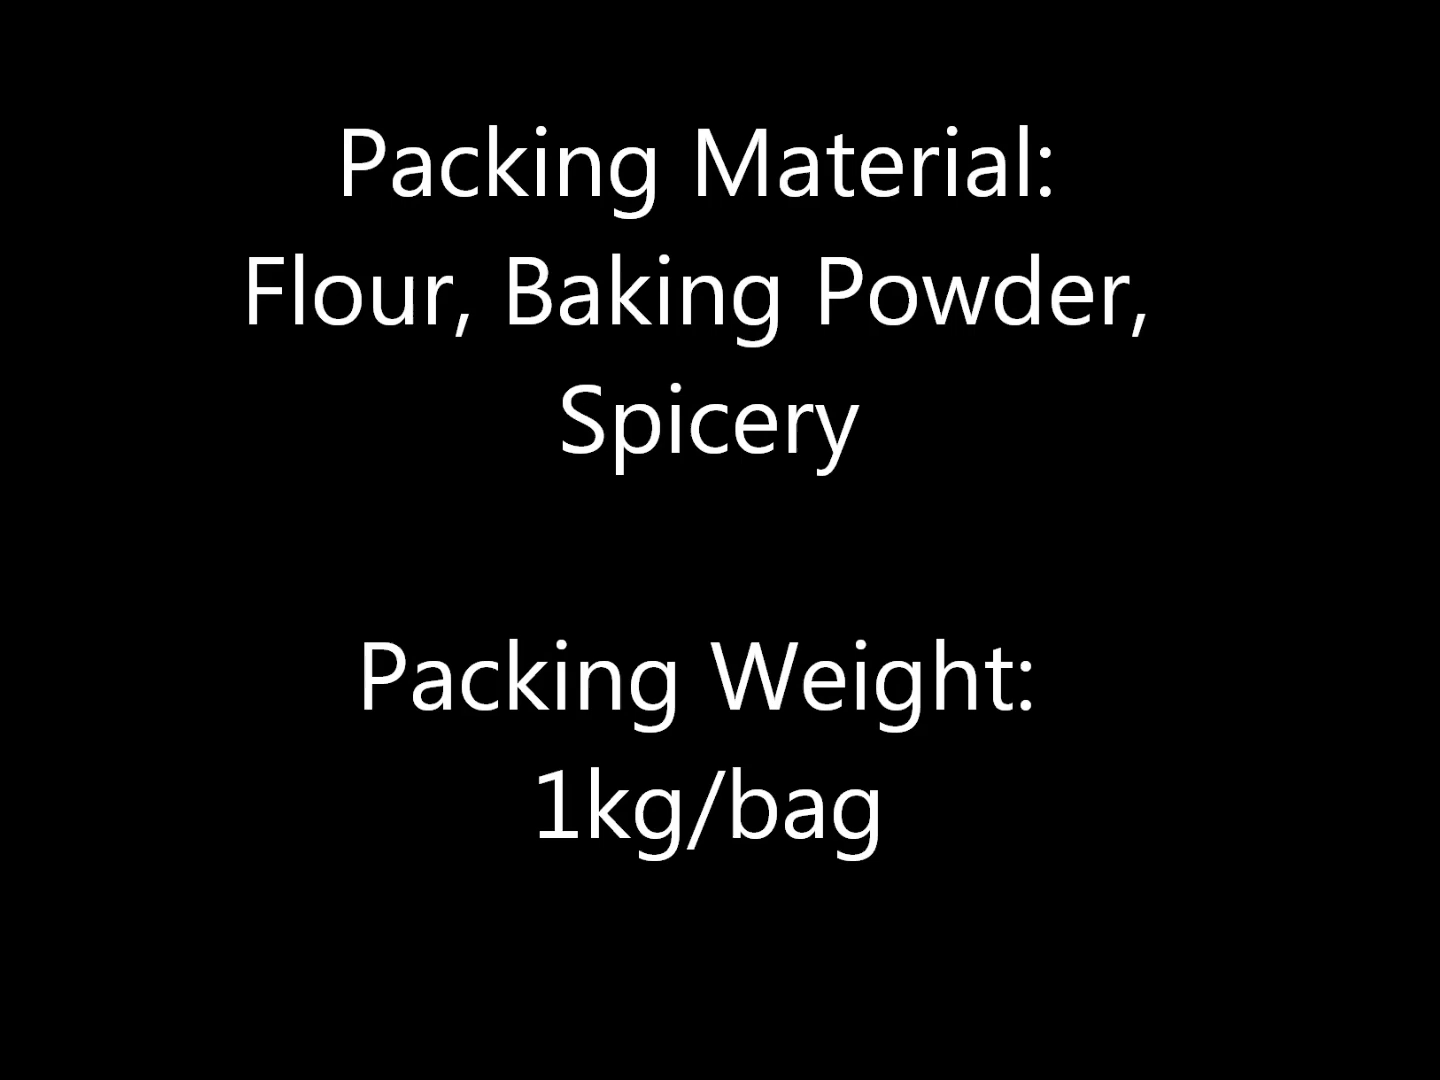 Packing Material:
Flour, Baking Powder,
Spicery
Packing Weight:
1kg/bag